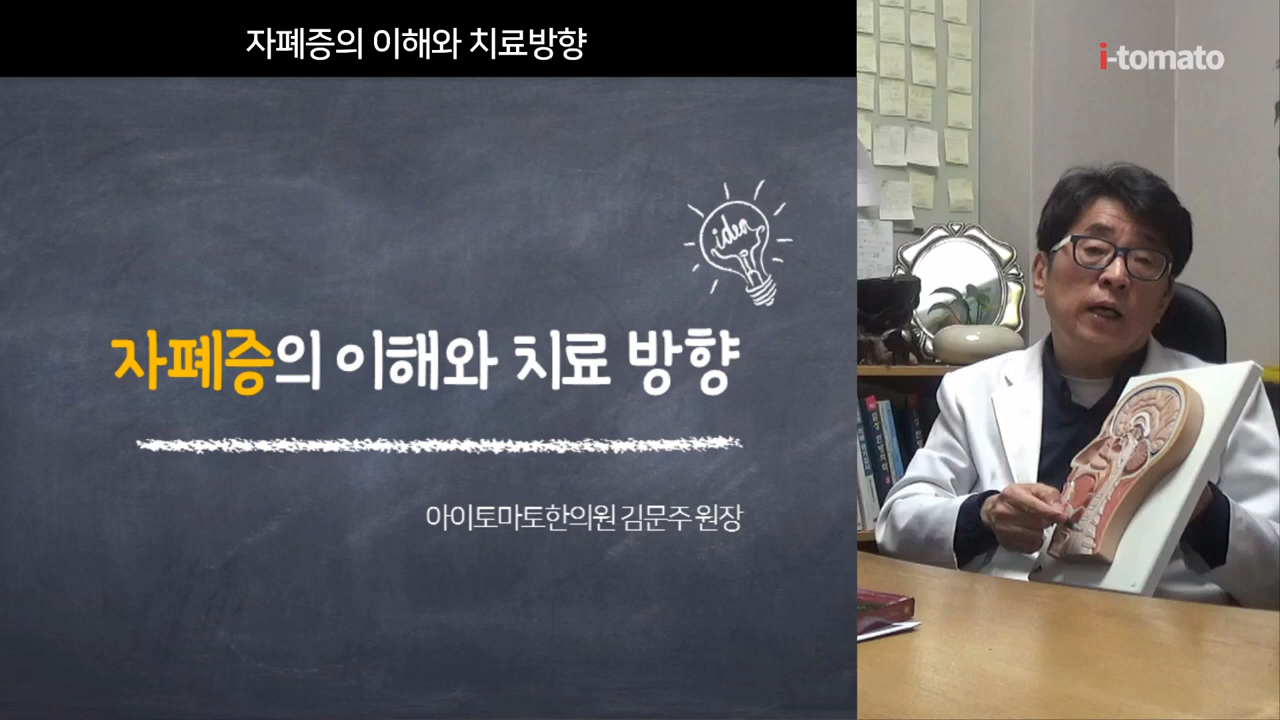 자폐증의 이해와 치료방향
i-tomato
idea
자폐증의 이해와 치료 방향
아이토마토한의원 김문주 원장